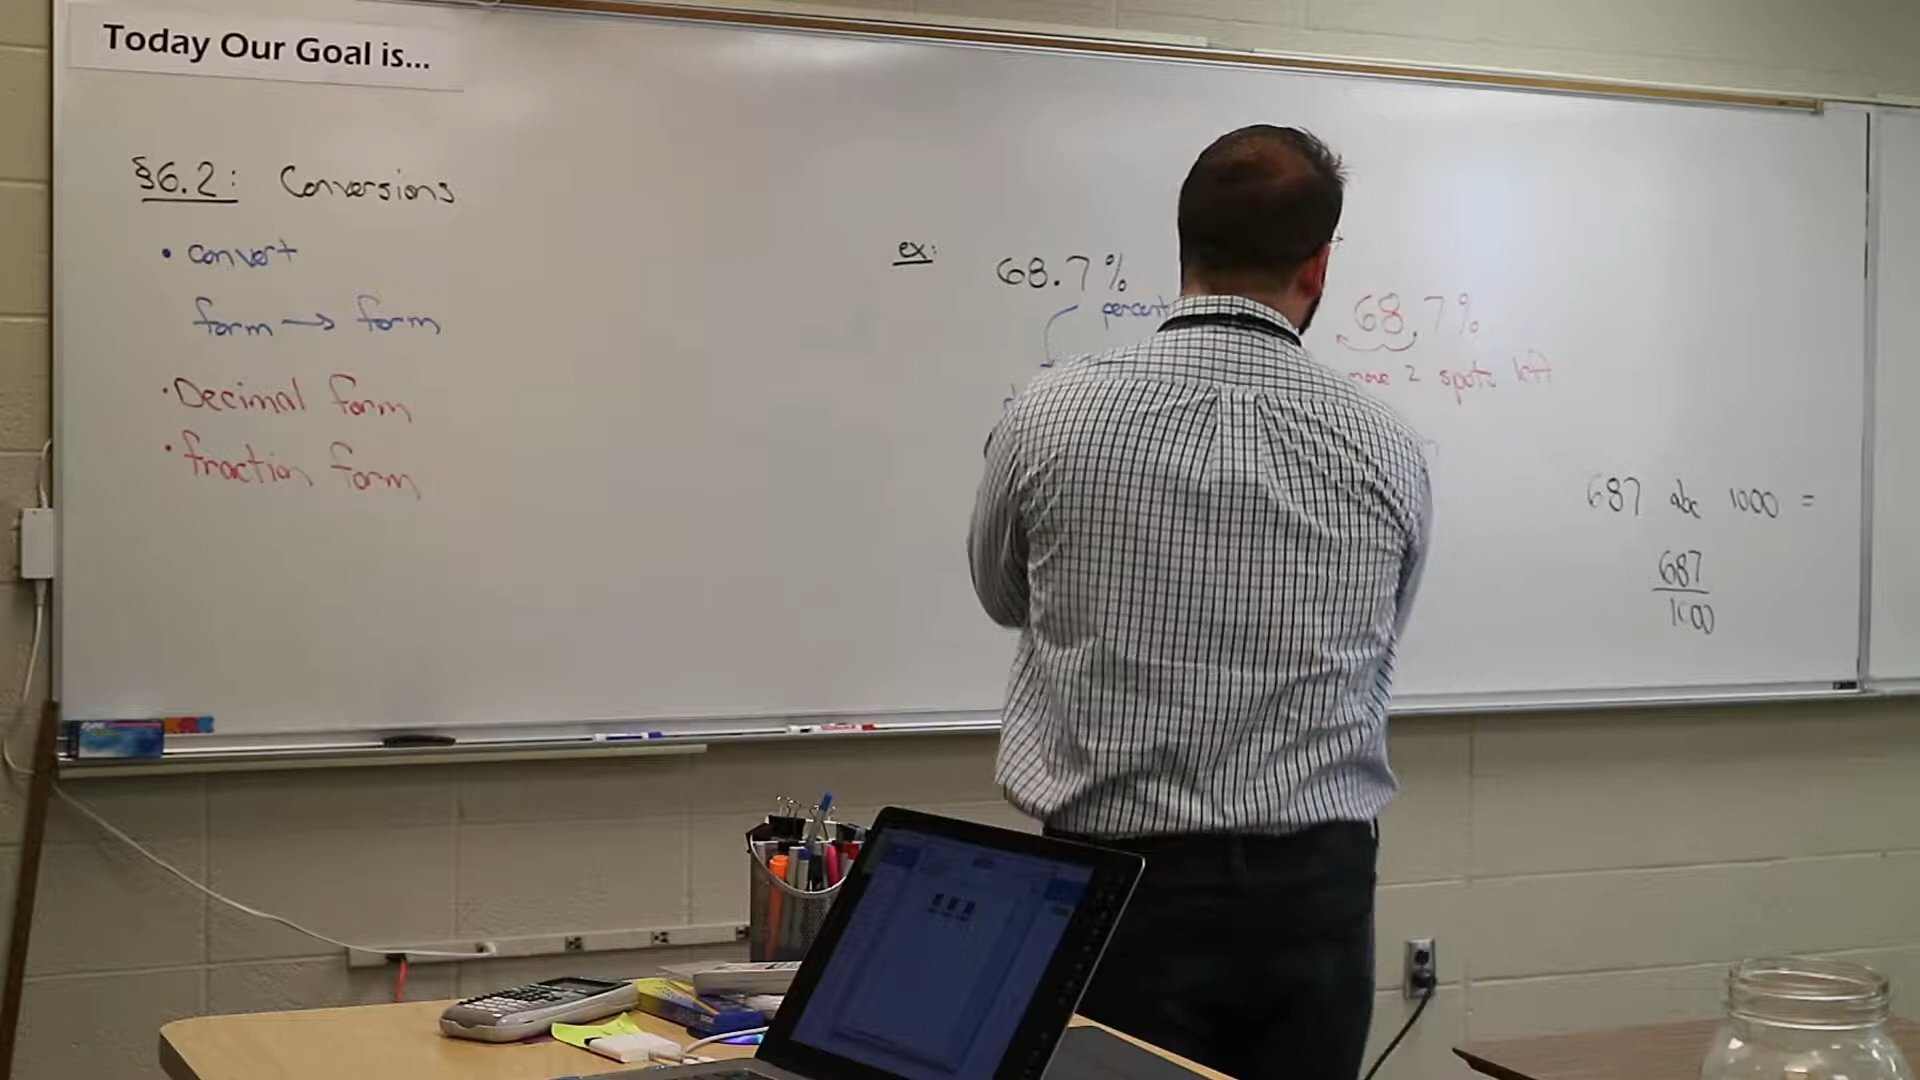 Today Our Goal is...
§6.2: Conversions
• convert
form → form
• Decimal form
• fraction form
ex: 68.7%
percent
68.7%
move 2 spots left
687 abc 1000 =
687
1000